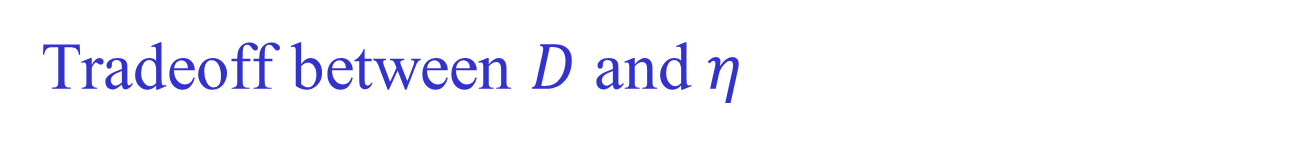 Tradeoff between 𝐷 and 𝜂